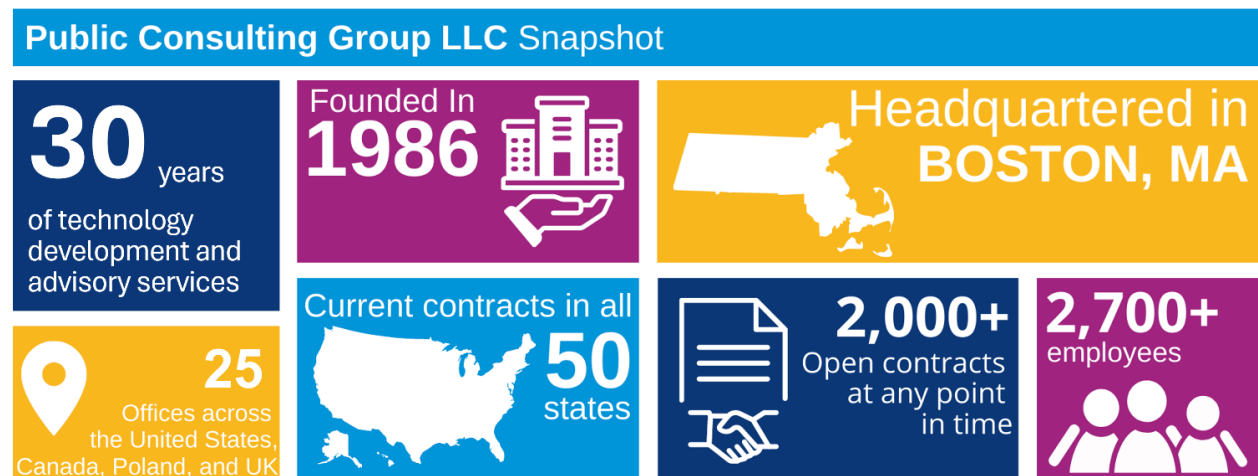 Public Consulting Group LLC Snapshot
30 years
of technology
development and
advisory services
Founded In
1986
Headquartered in
BOSTON, MA
25
Offices across
the United States,
Canada, Poland, and UK
Current contracts in all
50
states
2,000+
Open contracts
at any point
in time
2,700+
employees